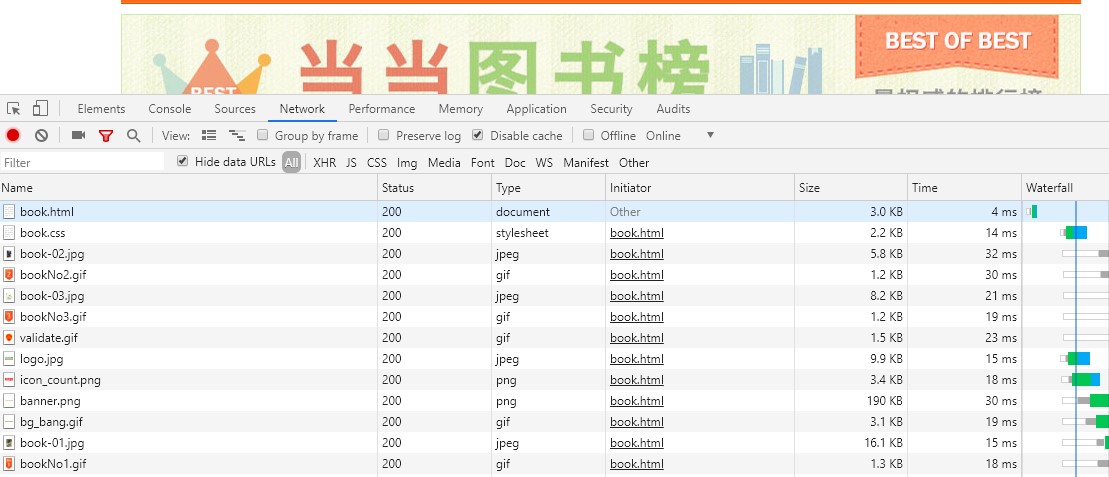 当当图书榜
BEST OF BEST
BEST
最权威的排行榜
Elements Console Sources Network Performance Memory Application Security Audits
View: Group by frame Preserve log Disable cache Offline Online
Filter Hide data URLs All XHR JS CSS Img Media Font Doc WS Manifest Other
Name Status Type Initiator Size Time Waterfall
book.html 200 document Other 3.0 KB 4 ms
book.css 200 stylesheet book.html 2.2 KB 14 ms
book-02.jpg 200 jpeg book.html 5.8 KB 32 ms
bookNo2.gif 200 gif book.html 1.2 KB 30 ms
book-03.jpg 200 jpeg book.html 8.2 KB 21 ms
bookNo3.gif 200 gif book.html 1.2 KB 19 ms
validate.gif 200 gif book.html 1.5 KB 23 ms
logo.jpg 200 jpeg book.html 9.9 KB 15 ms
icon_count.png 200 png book.html 3.4 KB 18 ms
banner.png 200 png book.html 190 KB 30 ms
bg_bang.gif 200 gif book.html 3.1 KB 19 ms
book-01.jpg 200 jpeg book.html 16.1 KB 15 ms
bookNo1.gif 200 gif book.html 1.3 KB 18 ms